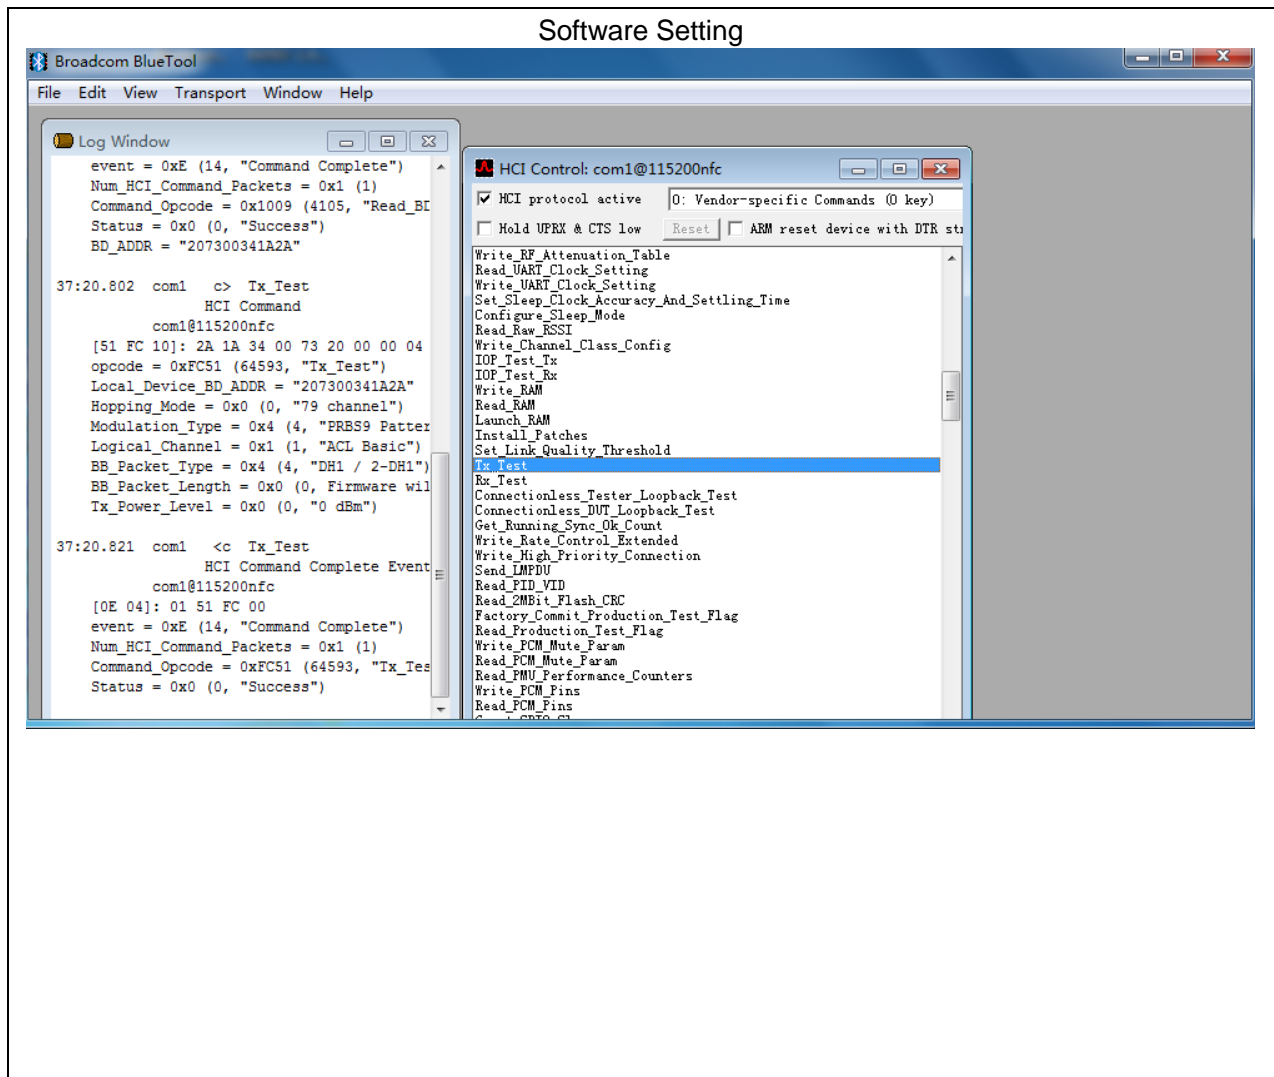 Software Setting
Broadcom BlueTool
File Edit View Transport Window Help
Log Window
event = 0xE (14, "Command Complete")
Num_HCI_Command_Packets = 0x1 (1)
Command_Opcode = 0x1009 (4105, "Read_BD
Status = 0x0 (0, "Success")
BD_ADDR = "207300341A2A"
37:20.802 com1 c> Tx_Test
HCI Command
com1@115200nfc
[51 FC 10]: 2A 1A 34 00 73 20 00 00 04
opcode = 0xFC51 (64593, "Tx_Test")
Local_Device_BD_ADDR = "207300341A2A"
Hopping_Mode = 0x0 (0, "79 channel")
Modulation_Type = 0x4 (4, "PRBS9 Patter
Logical_Channel = 0x1 (1, "ACL Basic")
BB_Packet_Type = 0x4 (4, "DH1 / 2-DH1")
BB_Packet_Length = 0x0 (0, Firmware wil
Tx_Power_Level = 0x0 (0, "0 dBm")
37:20.821 com1 <c Tx_Test
HCI Command Complete Event
com1@115200nfc
[0E 04]: 01 51 FC 00
event = 0xE (14, "Command Complete")
Num_HCI_Command_Packets = 0x1 (1)
Command_Opcode = 0xFC51 (64593, "Tx_Tes
Status = 0x0 (0, "Success")
HCI Control: com1@115200nfc
HCI protocol active
0: Vendor-specific Commands (0 key)
Hold UPRX & CTS low
Reset
ARM reset device with DTR str
Write_RF_Attenuation_Table
Read_UART_Clock_Setting
Write_UART_Clock_Setting
Set_Sleep_Clock_Accuracy_And_Settling_Time
Configure_Sleep_Mode
Read_Raw_RSSI
Write_Channel_Class_Config
IOP_Test_Tx
IOP_Test_Rx
Write_RAM
Read_RAM
Launch_RAM
Install_Patches
Set_Link_Quality_Threshold
Tx_Test
Rx_Test
Connectionless_Tester_Loopback_Test
Connectionless_DUT_Loopback_Test
Get_Running_Sync_Ok_Count
Write_Rate_Control_Extended
Write_High_Priority_Connection
Send_LMPDU
Read_PID_VID
Read_2MBit_Flash_CRC
Factory_Commit_Production_Test_Flag
Read_Production_Test_Flag
Write_PCM_Mute_Param
Read_PCM_Mute_Param
Read_PMU_Performance_Counters
Write_PCM_Pins
Read_PCM_Pins